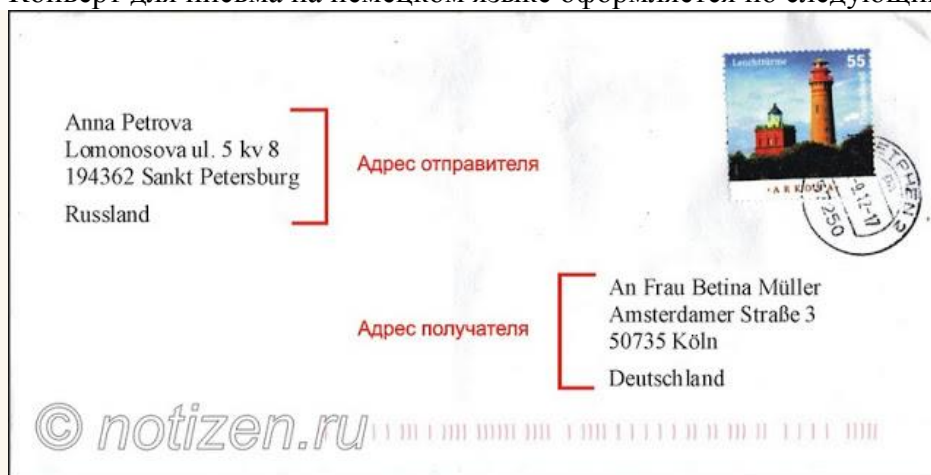 Конверт для письма на немецком языке оформляется по следующи
Anna Petrova
Lomonosova ul. 5 kv 8
194362 Sankt Petersburg
Russland
Адрес отправителя
Leuchttürme 55
ARKONA
Адрес получателя
An Frau Betina Müller
Amsterdamer Straße 3
50735 Köln
Deutschland
© notizen.ru